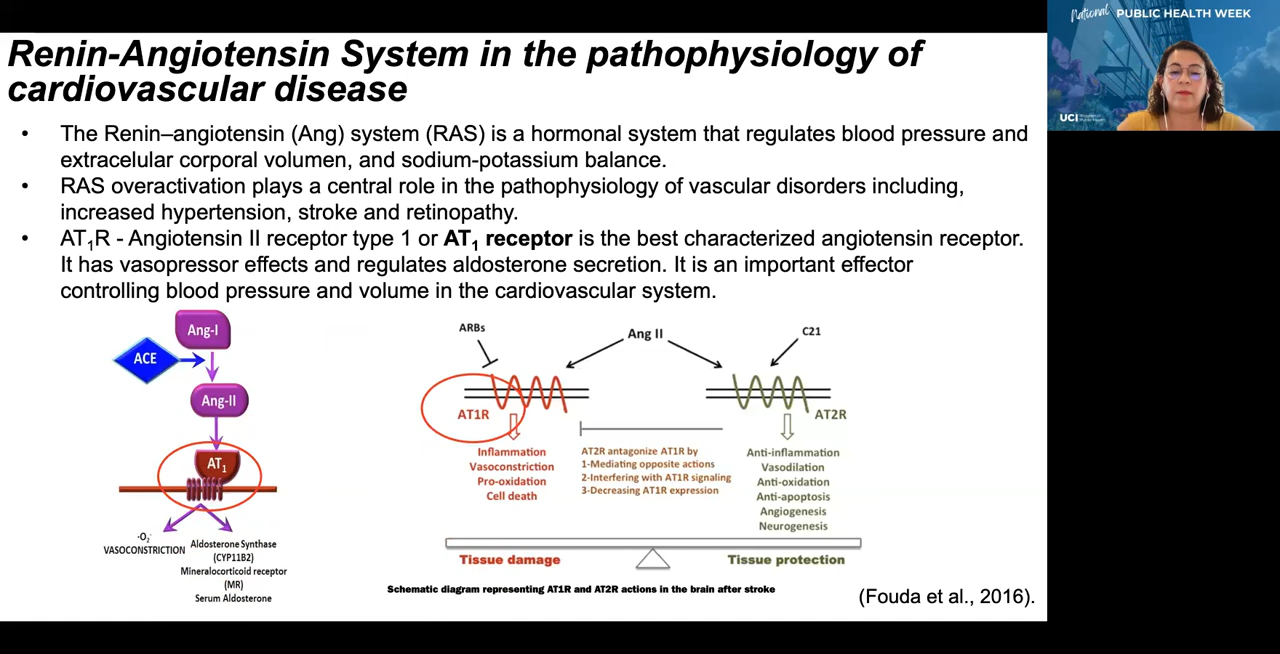 National PUBLIC HEALTH WEEK
UCI
Renin-Angiotensin System in the pathophysiology of
cardiovascular disease
• The Renin–angiotensin (Ang) system (RAS) is a hormonal system that regulates blood pressure and
extracelular corporal volumen, and sodium-potassium balance.
• RAS overactivation plays a central role in the pathophysiology of vascular disorders including,
increased hypertension, stroke and retinopathy.
• AT₁R - Angiotensin II receptor type 1 or AT₁ receptor is the best characterized angiotensin receptor.
It has vasopressor effects and regulates aldosterone secretion. It is an important effector
controlling blood pressure and volume in the cardiovascular system.
Ang-I
ACE
Ang-II
AT₁
·O₂⁻
VASOCONSTRICTION
Aldosterone Synthase
(CYP11B2)
Mineralocorticoid receptor
(MR)
Serum Aldosterone
ARBs
Ang II
C21
AT1R
AT2R
Inflammation
Vasoconstriction
Pro-oxidation
Cell death
AT2R antagonize AT1R by
1-Mediating opposite actions
2-Interfering with AT1R signaling
3-Decreasing AT1R expression
Anti-inflammation
Vasodilation
Anti-oxidation
Anti-apoptosis
Angiogenesis
Neurogenesis
Tissue damage
Tissue protection
Schematic diagram representing AT1R and AT2R actions in the brain after stroke
(Fouda et al., 2016).